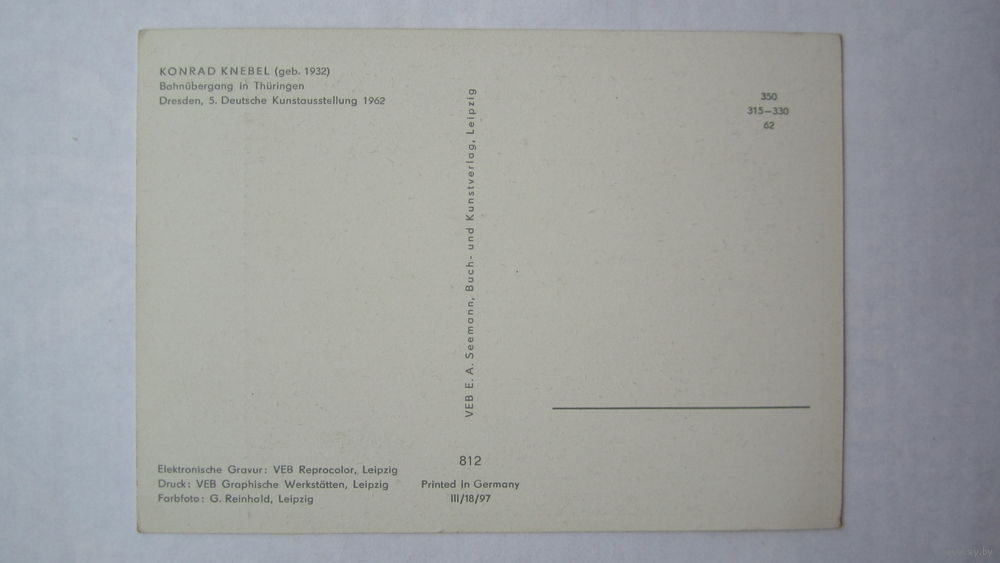 KONRAD KNEBEL (geb. 1932)
Bahnübergang in Thüringen
Dresden, 5. Deutsche Kunstausstellung 1962
350
315–330
62
VEB E. A. Seemann, Buch- und Kunstverlag, Leipzig
Elektronische Gravur: VEB Reprocolor, Leipzig
Druck: VEB Graphische Werkstätten, Leipzig
Farbfoto: G. Reinhold, Leipzig
812
Printed in Germany
III/18/97